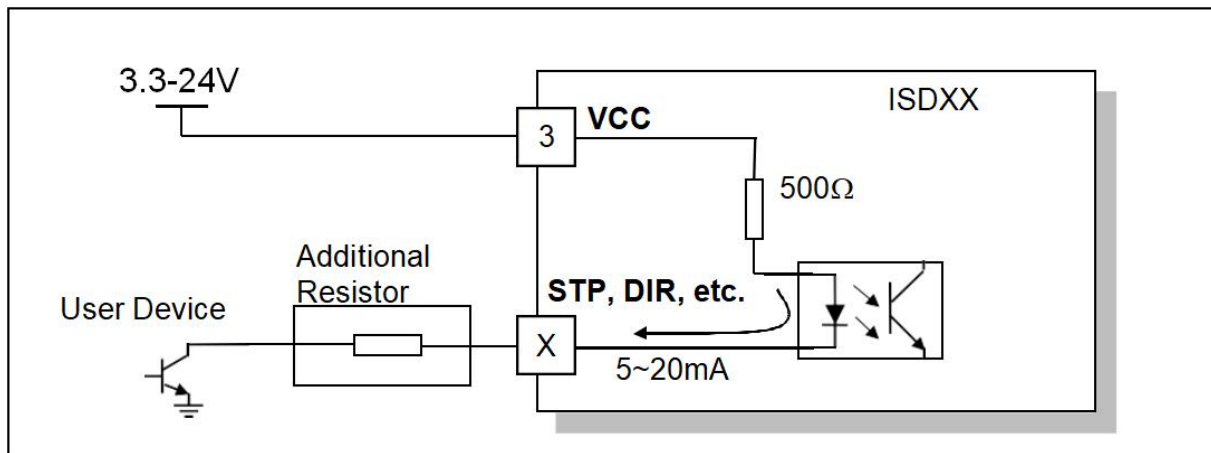 3.3-24V
ISDXX
3
VCC
500Ω
Additional
Resistor
STP, DIR, etc.
User Device
X
5~20mA